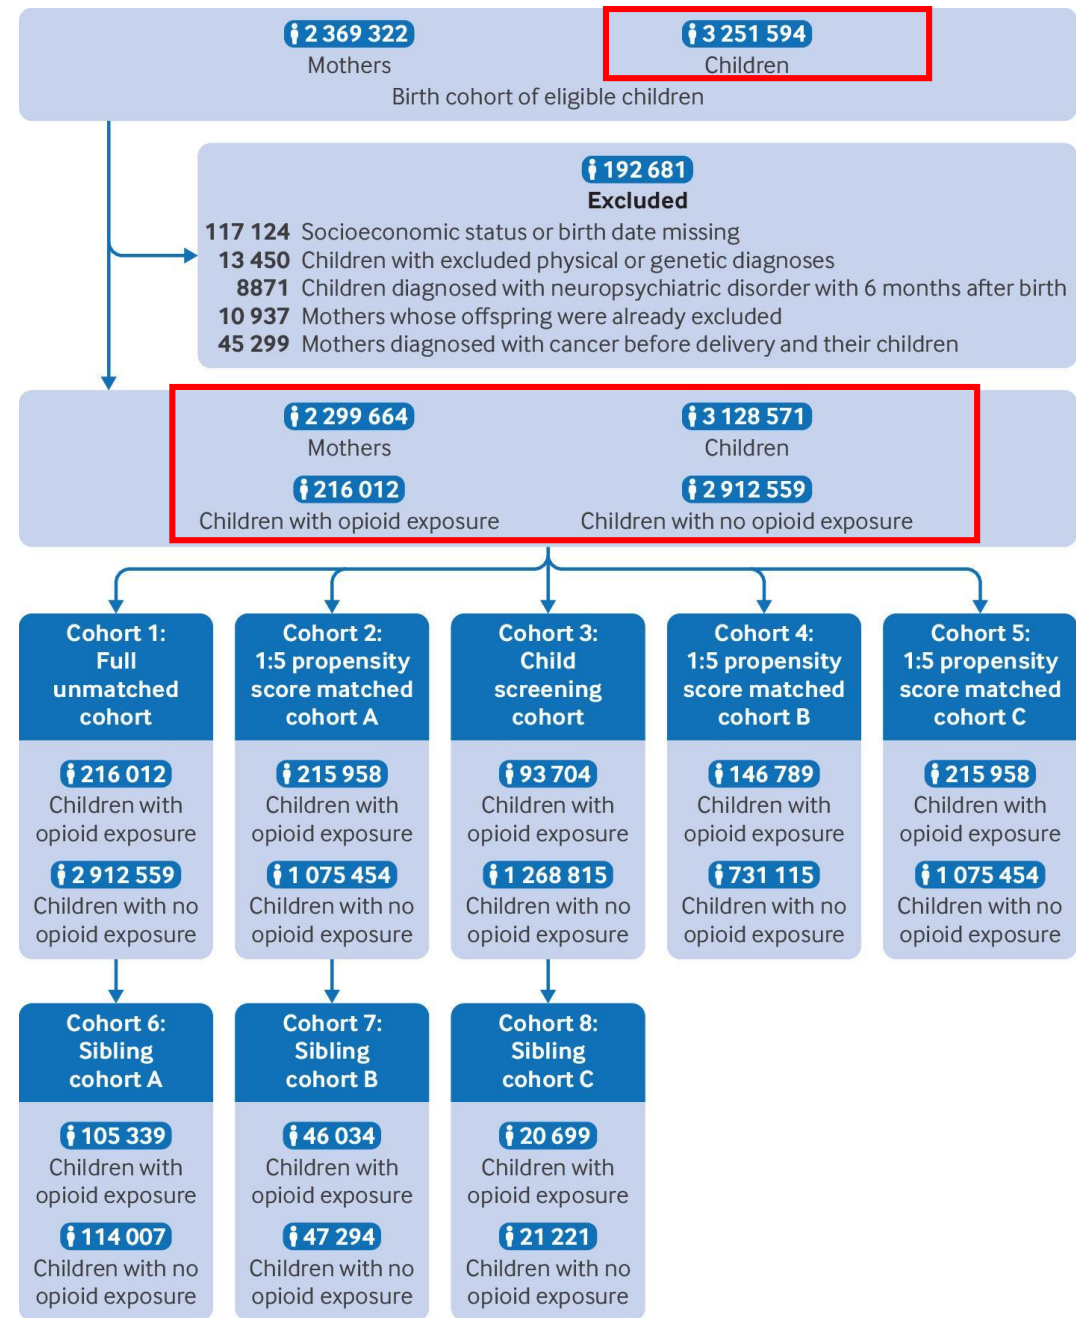 2 369 322
Mothers
3 251 594
Children
Birth cohort of eligible children
192 681
Excluded
117 124 Socioeconomic status or birth date missing
13 450 Children with excluded physical or genetic diagnoses
8871 Children diagnosed with neuropsychiatric disorder with 6 months after birth
10 937 Mothers whose offspring were already excluded
45 299 Mothers diagnosed with cancer before delivery and their children
2 299 664
Mothers
3 128 571
Children
216 012
Children with opioid exposure
2 912 559
Children with no opioid exposure
Cohort 1:
Full
unmatched
cohort
216 012
Children with
opioid exposure
2 912 559
Children with no
opioid exposure
Cohort 2:
1:5 propensity
score matched
cohort A
215 958
Children with
opioid exposure
1 075 454
Children with no
opioid exposure
Cohort 3:
Child
screening
cohort
93 704
Children with
opioid exposure
1 268 815
Children with no
opioid exposure
Cohort 4:
1:5 propensity
score matched
cohort B
146 789
Children with
opioid exposure
731 115
Children with no
opioid exposure
Cohort 5:
1:5 propensity
score matched
cohort C
215 958
Children with
opioid exposure
1 075 454
Children with no
opioid exposure
Cohort 6:
Sibling
cohort A
105 339
Children with
opioid exposure
114 007
Children with no
opioid exposure
Cohort 7:
Sibling
cohort B
46 034
Children with
opioid exposure
47 294
Children with no
opioid exposure
Cohort 8:
Sibling
cohort C
20 699
Children with
opioid exposure
21 221
Children with no
opioid exposure